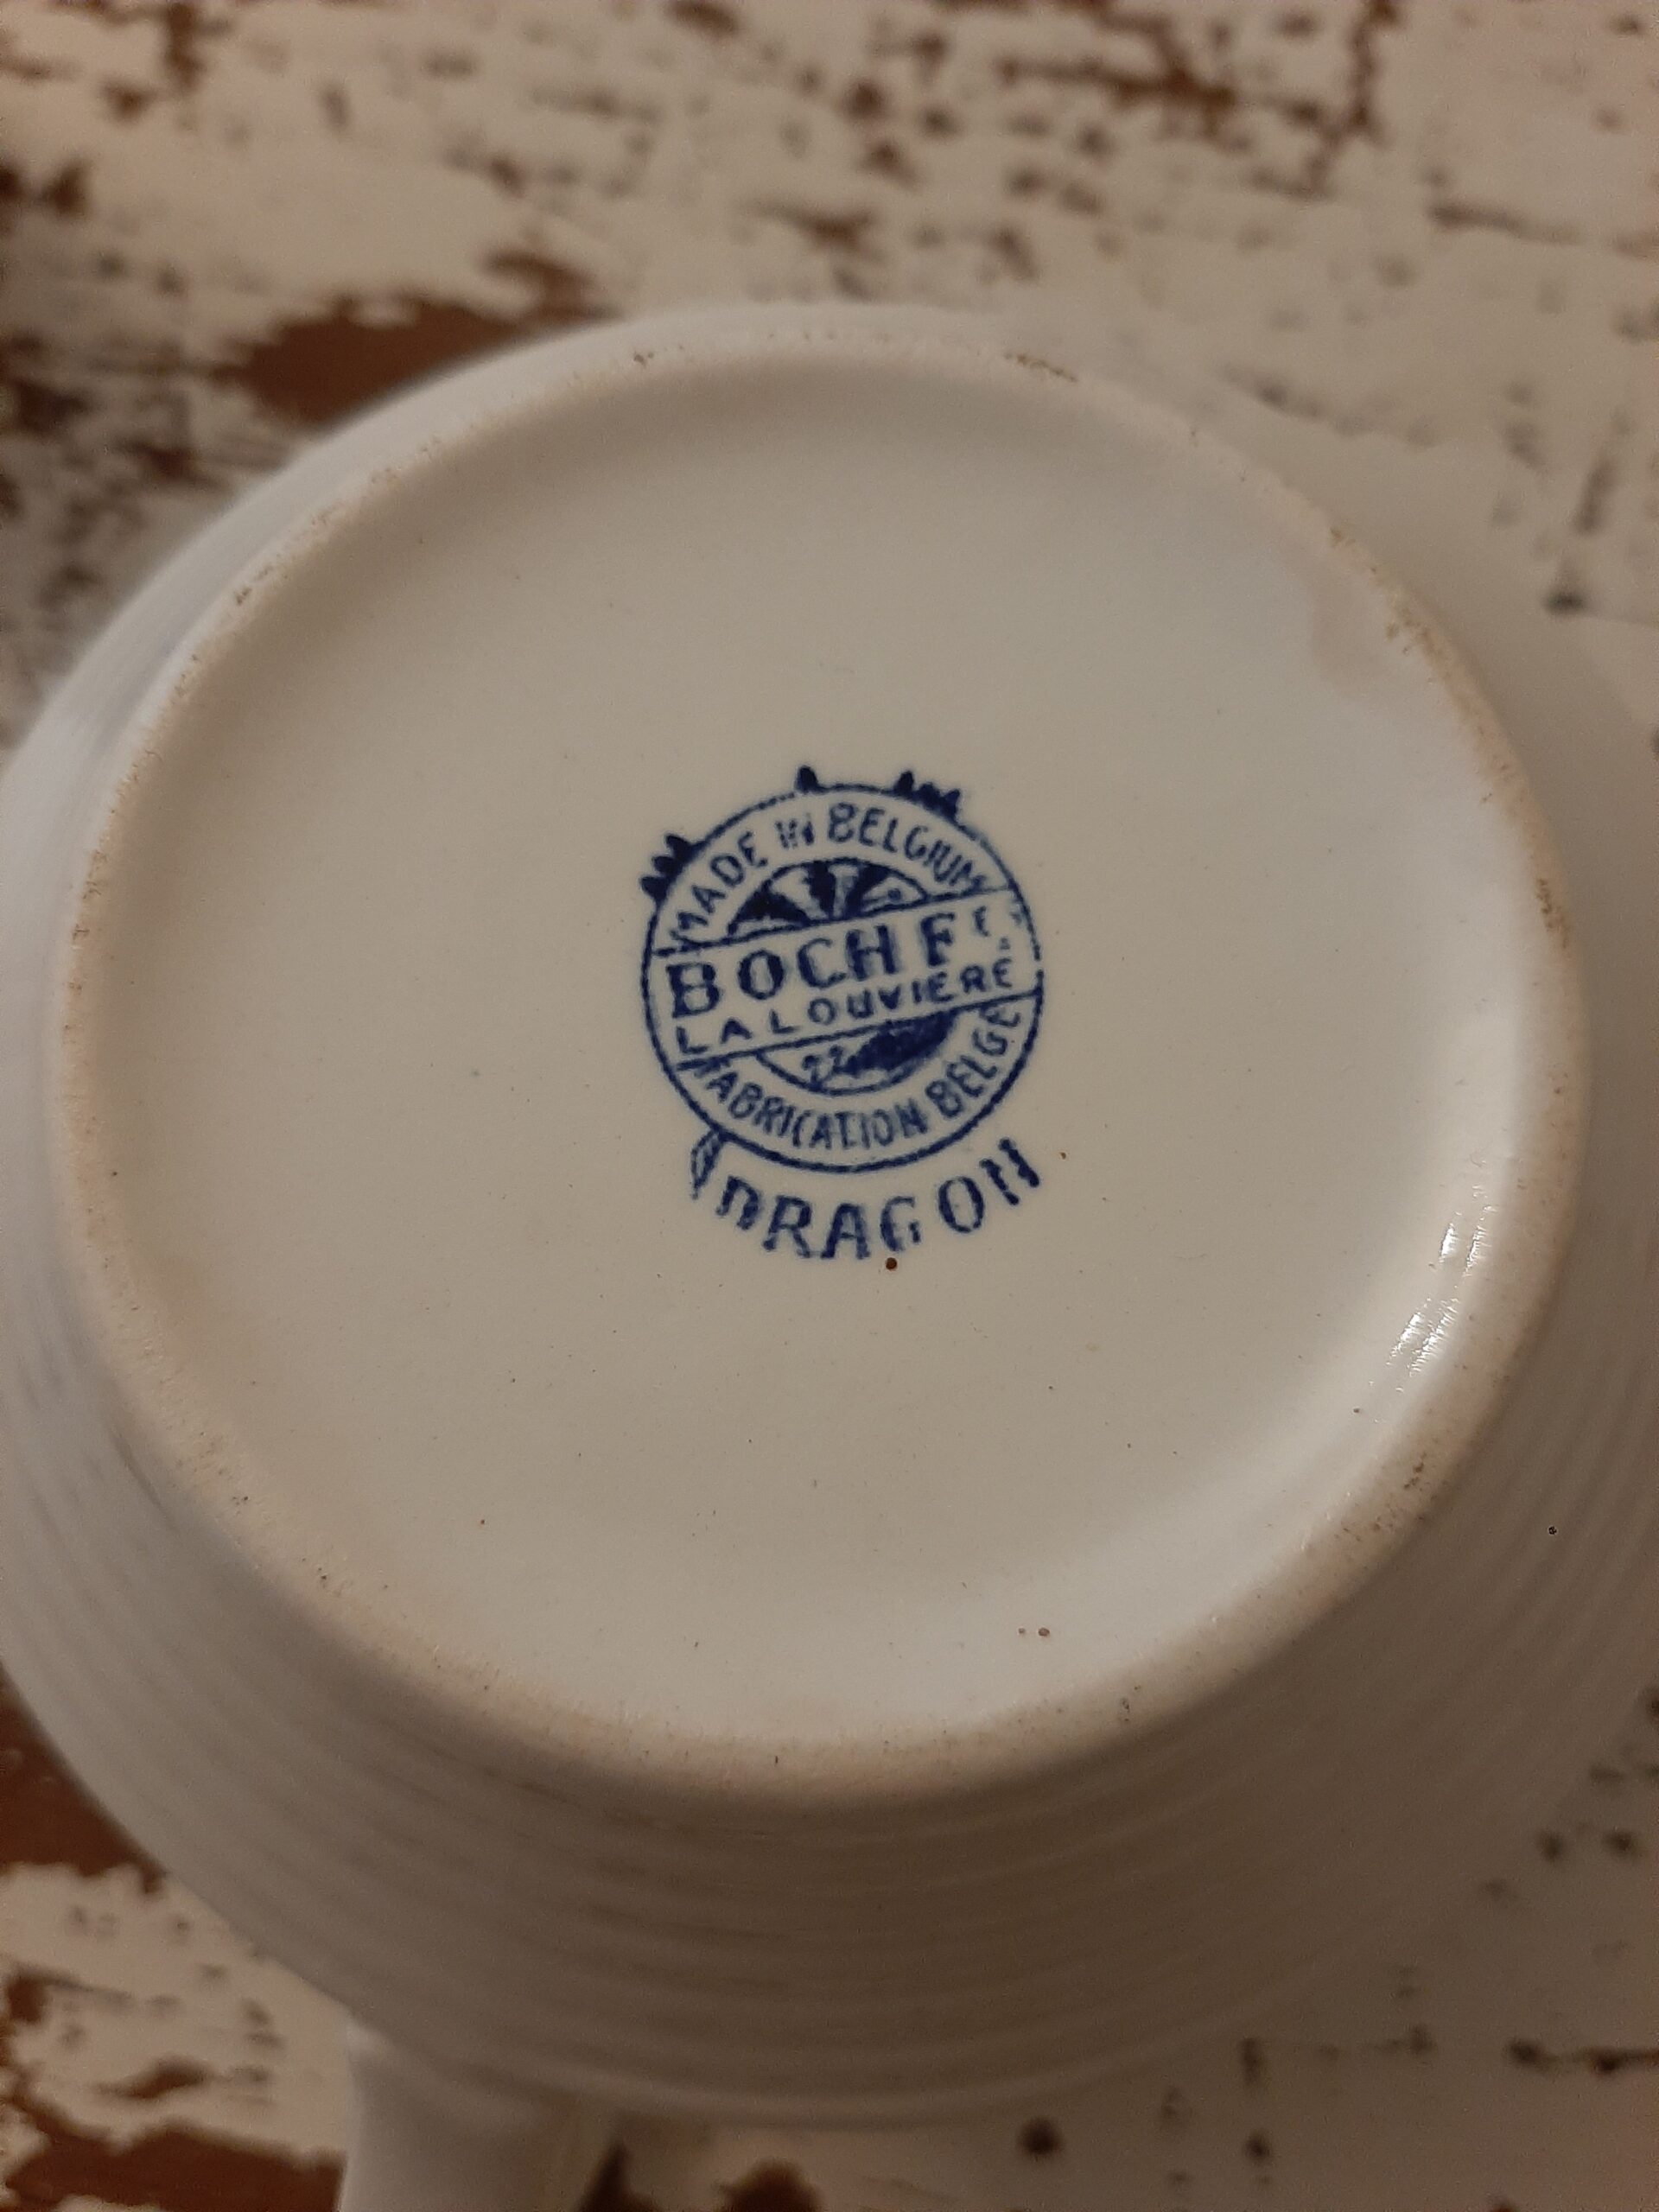 MADE IN BELGIUM
BOCH Fˢ
LA LOUVIERE
FABRICATION BELGE
DRAGON